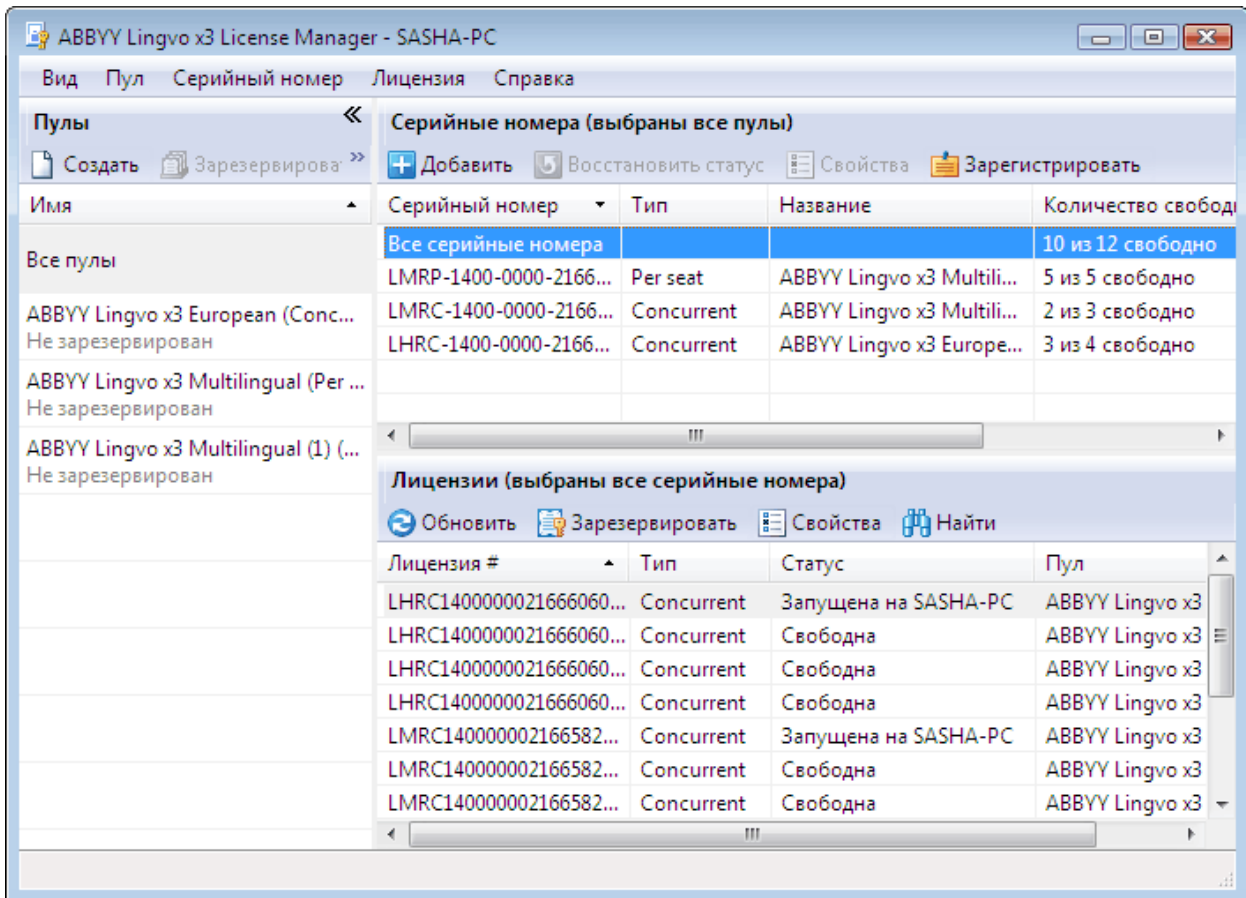 ABBYY Lingvo x3 License Manager - SASHA-PC
Вид Пул Серийный номер Лицензия Справка
Пулы
Создать Зарезервироват
Имя
Все пулы
ABBYY Lingvo x3 European (Conc...
Не зарезервирован
ABBYY Lingvo x3 Multilingual (Per ...
Не зарезервирован
ABBYY Lingvo x3 Multilingual (1) (...
Не зарезервирован
Серийные номера (выбраны все пулы)
Добавить Восстановить статус Свойства Зарегистрировать
Серийный номер Тип Название Количество свобод
Все серийные номера 10 из 12 свободно
LMRP-1400-0000-2166... Per seat ABBYY Lingvo x3 Multili... 5 из 5 свободно
LMRC-1400-0000-2166... Concurrent ABBYY Lingvo x3 Multili... 2 из 3 свободно
LHRC-1400-0000-2166... Concurrent ABBYY Lingvo x3 Europe... 3 из 4 свободно
Лицензии (выбраны все серийные номера)
Обновить Зарезервировать Свойства Найти
Лицензия # Тип Статус Пул
LHRC1400000021666060... Concurrent Запущена на SASHA-PC ABBYY Lingvo x3
LHRC1400000021666060... Concurrent Свободна ABBYY Lingvo x3
LHRC1400000021666060... Concurrent Свободна ABBYY Lingvo x3
LHRC1400000021666060... Concurrent Свободна ABBYY Lingvo x3
LMRC140000002166582... Concurrent Запущена на SASHA-PC ABBYY Lingvo x3
LMRC140000002166582... Concurrent Свободна ABBYY Lingvo x3
LMRC140000002166582... Concurrent Свободна ABBYY Lingvo x3